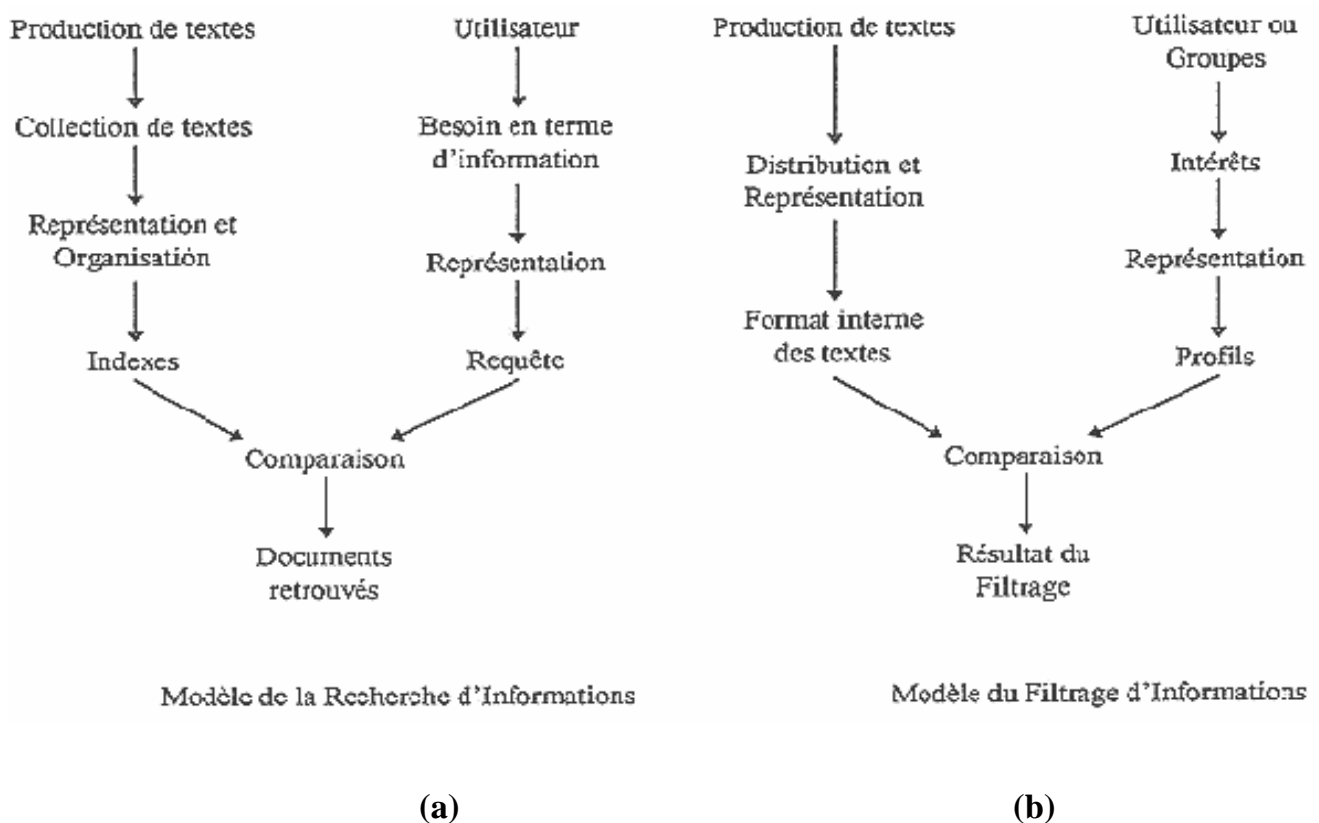 Production de textes
Utilisateur
Collection de textes
Besoin en terme
d'information
Représentation et
Organisation
Représentation
Indexes
Requête
Comparaison
Documents
retrouvés
Modèle de la Recherche d'Informations
(a)
Production de textes
Utilisateur ou
Groupes
Distribution et
Représentation
Intérêts
Représentation
Format interne
des textes
Profils
Comparaison
Résultat du
Filtrage
Modèle du Filtrage d'Informations
(b)